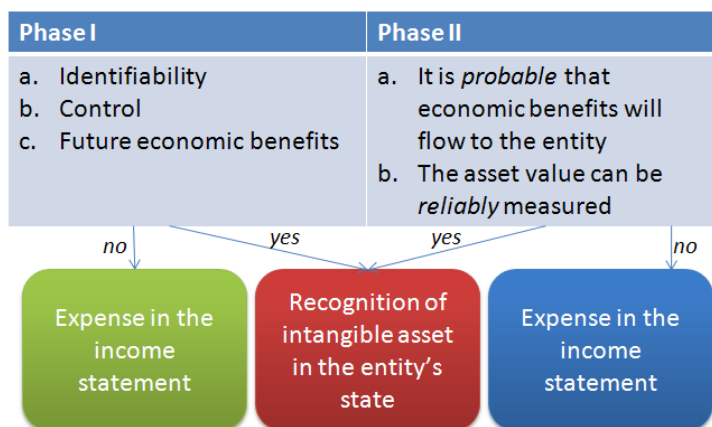 Phase I
Phase II
a. Identifiability
b. Control
c. Future economic benefits
a. It is probable that
economic benefits will
flow to the entity
b. The asset value can be
reliably measured
no
yes
yes
no
Expense in the
income
statement
Recognition of
intangible asset
in the entity's
state
Expense in the
income
statement